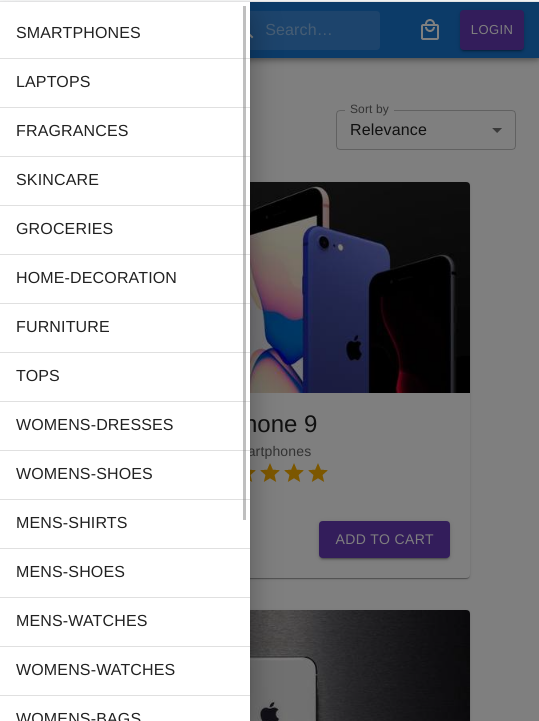 SMARTPHONES
LAPTOPS
FRAGRANCES
SKINCARE
GROCERIES
HOME-DECORATION
FURNITURE
TOPS
WOMENS-DRESSES
WOMENS-SHOES
MENS-SHIRTS
MENS-SHOES
MENS-WATCHES
WOMENS-WATCHES
WOMENS-BAGS
Search…
LOGIN
Sort by
Relevance
hone 9
artphones
ADD TO CART